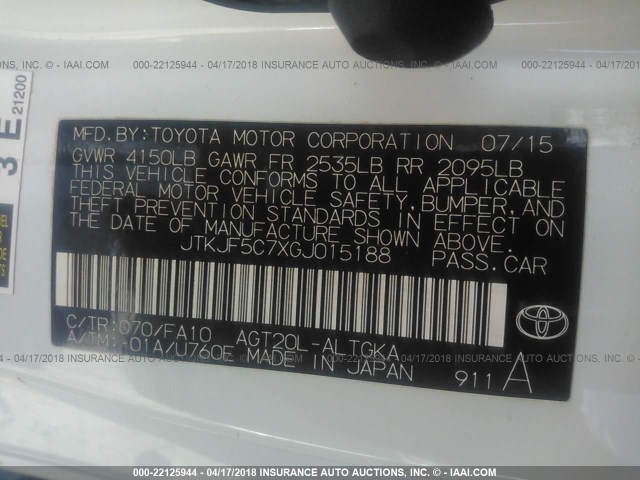 000-22125944 - 04/17/2018 INSURANCE AUTO AUCTIONS, INC. - © IAAI.COM
3 E
21200
MFD. BY: TOYOTA MOTOR CORPORATION 07/15
GVWR 4150LB GAWR FR 2535LB RR 2095LB
THIS VEHICLE CONFORMS TO ALL APPLICABLE
FEDERAL MOTOR VEHICLE SAFETY, BUMPER, AND
THEFT PREVENTION STANDARDS IN EFFECT ON
THE DATE OF MANUFACTURE SHOWN ABOVE.
JTKJF5C7XGJ015188 PASS. CAR
C/TR: 070/FA10 AGT20L-ALTGKA
A/TM: -01A/U760E MADE IN JAPAN 911A
000-22125944 - 04/17/2018 INSURANCE AUTO AUCTIONS, INC. - © IAAI.COM